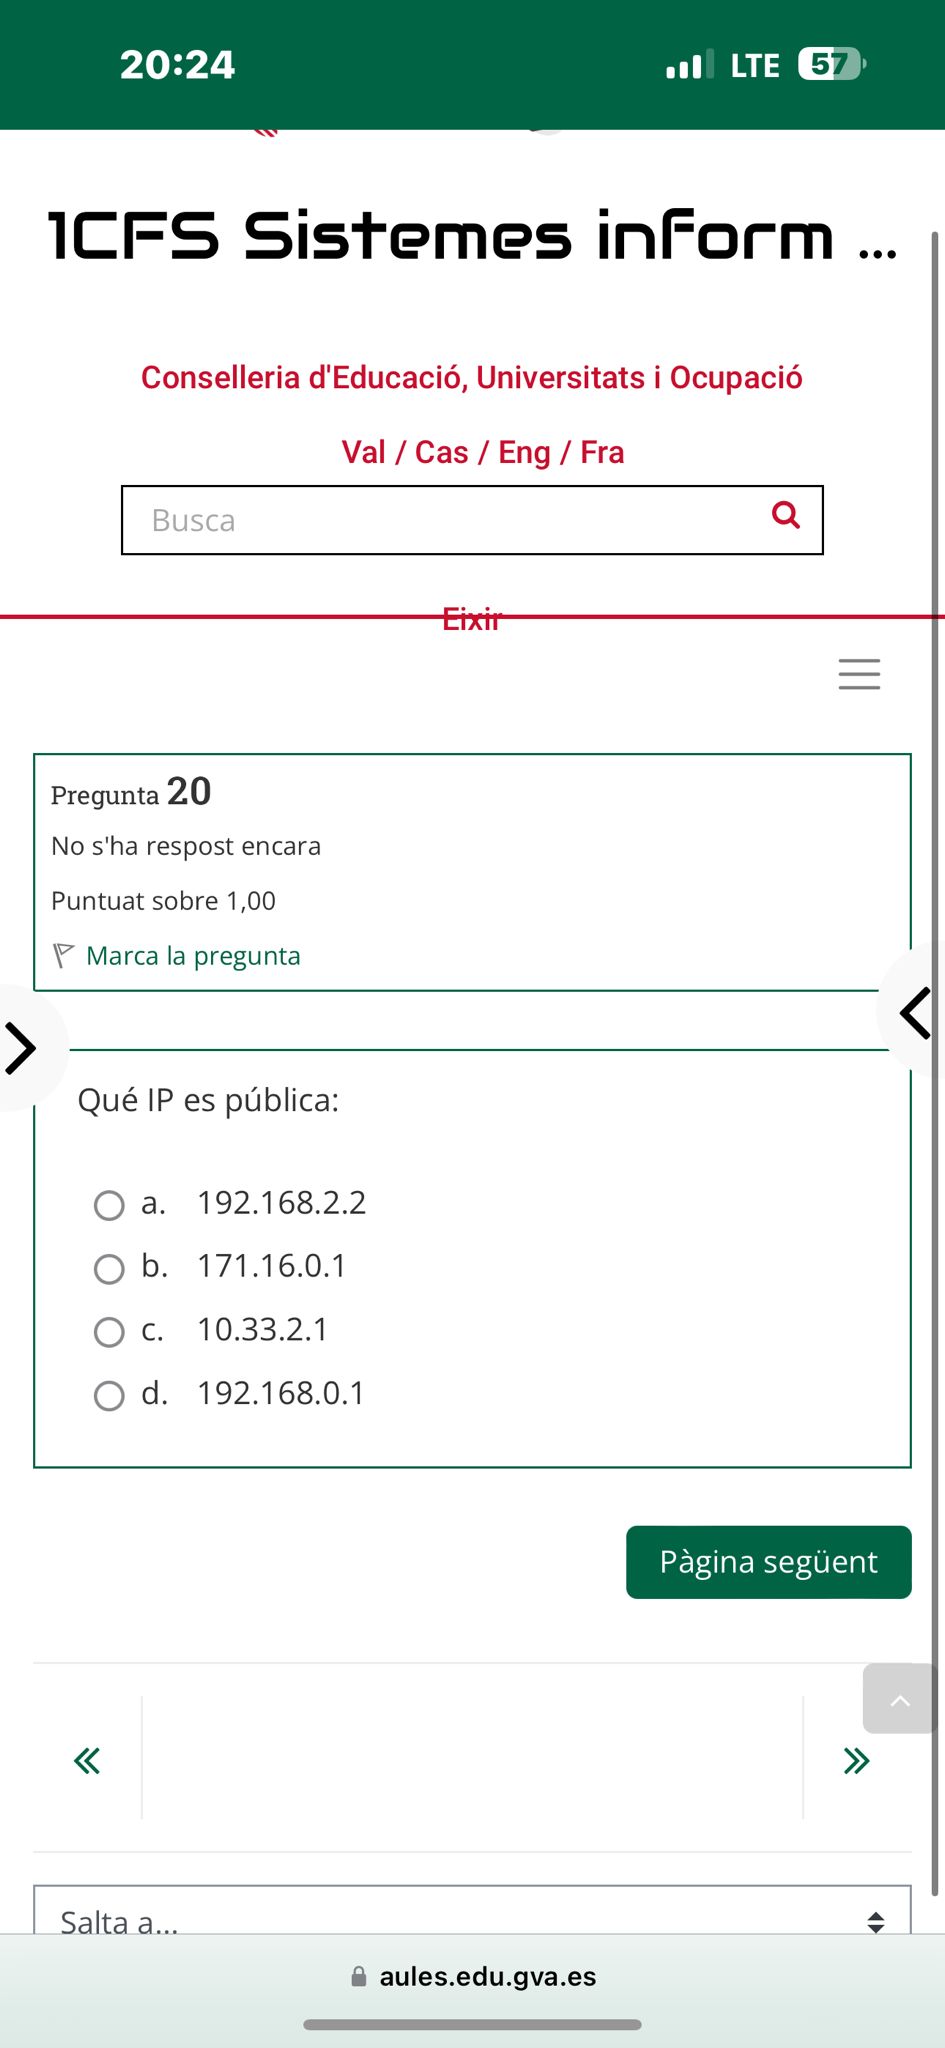 20:24
LTE
57
1CFS Sistemes inform ...
Conselleria d'Educació, Universitats i Ocupació
Val / Cas / Eng / Fra
Busca
Eixir
Pregunta 20
No s'ha respost encara
Puntuat sobre 1,00
Marca la pregunta
Qué IP es pública:
a. 192.168.2.2
b. 171.16.0.1
c. 10.33.2.1
d. 192.168.0.1
Pàgina següent
Salta a...
aules.edu.gva.es